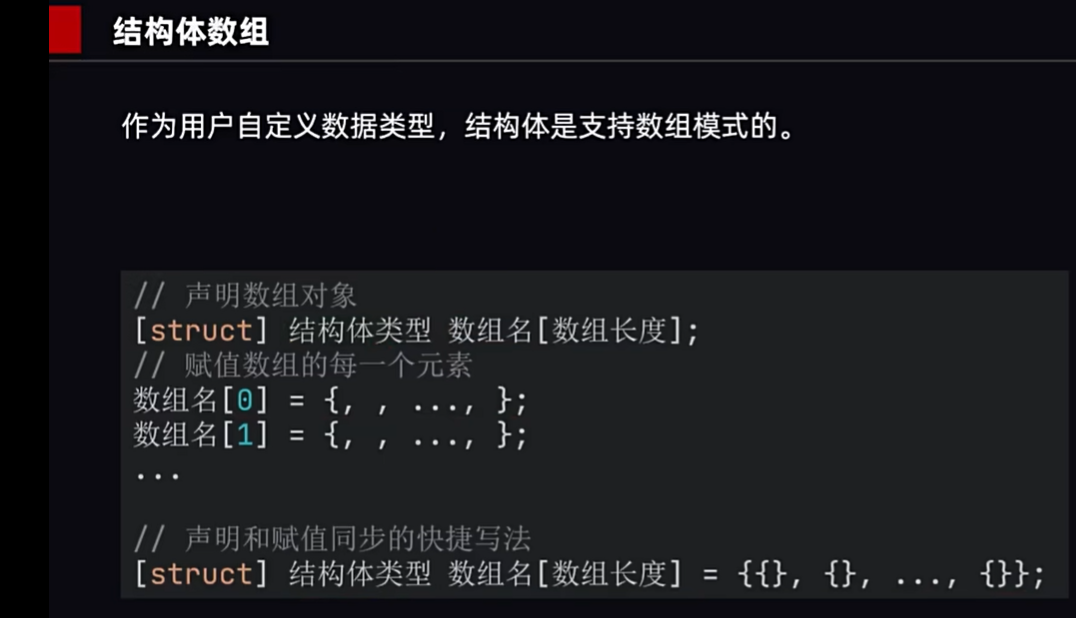 结构体数组
作为用户自定义数据类型，结构体是支持数组模式的。
// 声明数组对象
[struct] 结构体类型 数组名[数组长度];
// 赋值数组的每一个元素
数组名[0] = {, , ..., };
数组名[1] = {, , ..., };
...
// 声明和赋值同步的快捷写法
[struct] 结构体类型 数组名[数组长度] = {{}, {}, ..., {}};